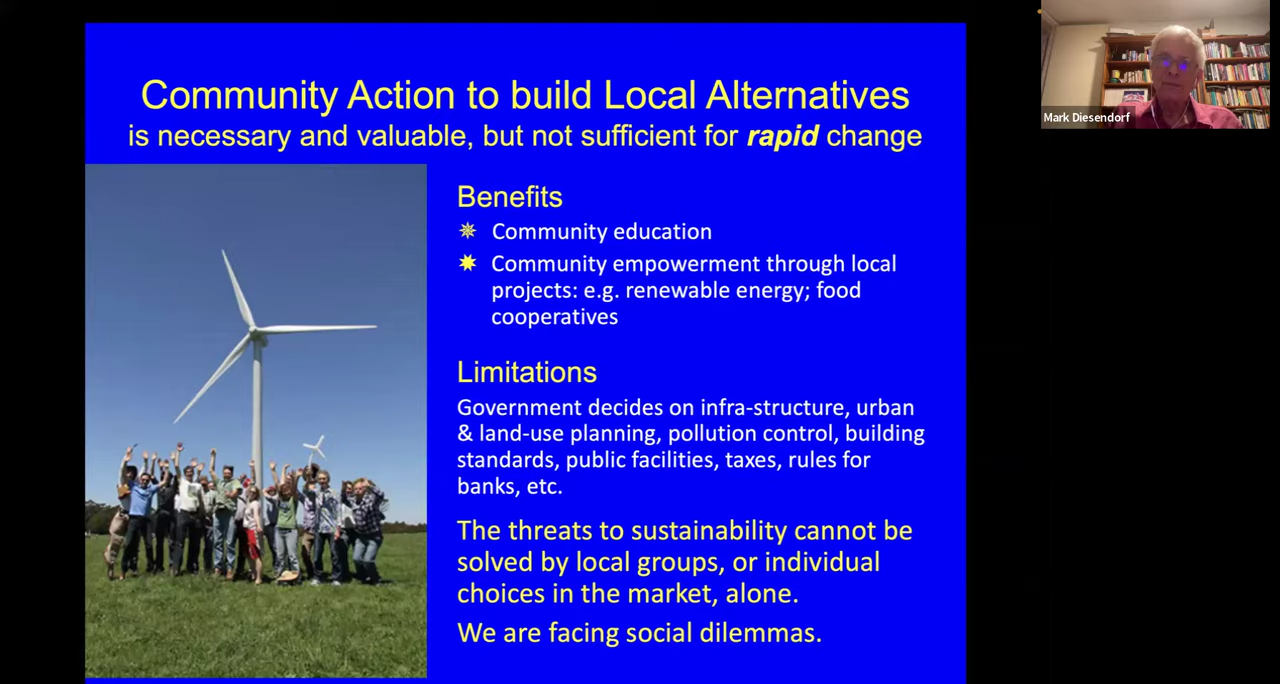 Community Action to build Local Alternatives
is necessary and valuable, but not sufficient for rapid change
Benefits
Community education
Community empowerment through local
projects: e.g. renewable energy; food
cooperatives
Limitations
Government decides on infra-structure, urban
& land-use planning, pollution control, building
standards, public facilities, taxes, rules for
banks, etc.
The threats to sustainability cannot be
solved by local groups, or individual
choices in the market, alone.
We are facing social dilemmas.
Mark Diesendorf